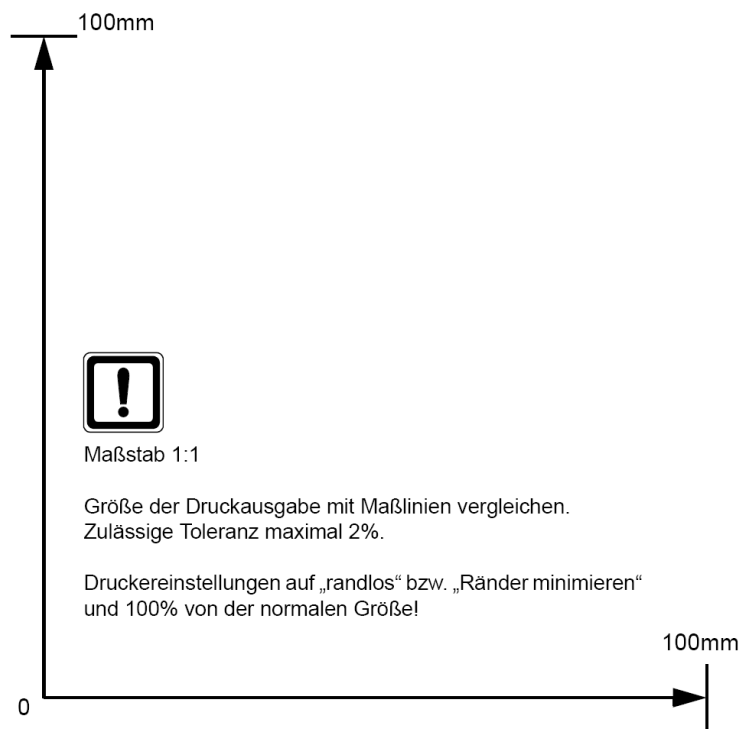 100mm
Maßstab 1:1
Größe der Druckausgabe mit Maßlinien vergleichen.
Zulässige Toleranz maximal 2%.
Druckereinstellungen auf „randlos“ bzw. „Ränder minimieren“
und 100% von der normalen Größe!
100mm
0